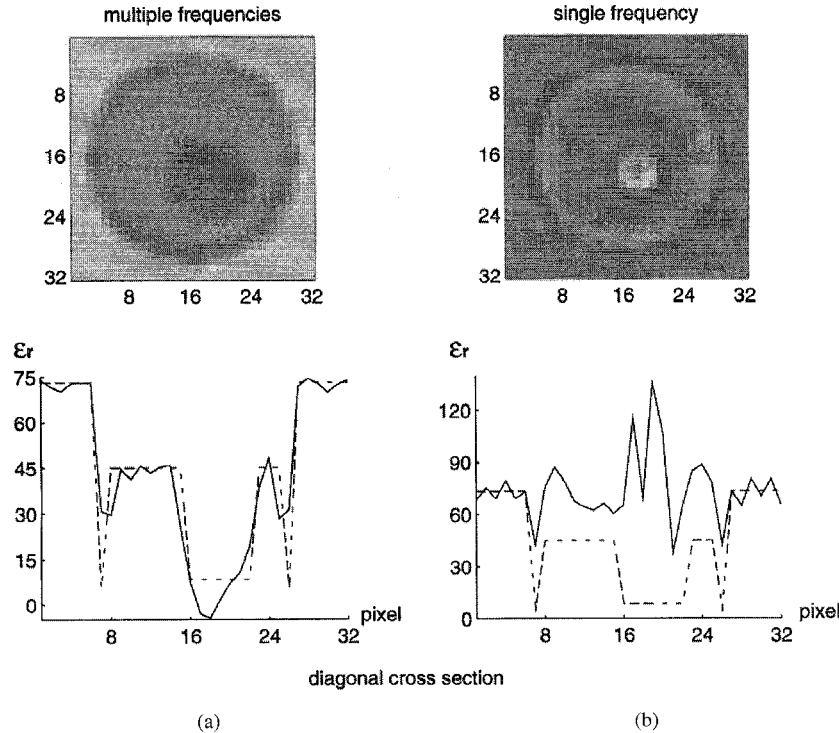 multiple frequencies
single frequency
8
16
24
32
8 16 24 32
8
16
24
32
8 16 24 32
εr
75
60
45
30
15
0
8 16 24 32
pixel
εr
120
90
60
30
0
8 16 24 32
pixel
diagonal cross section
(a)
(b)